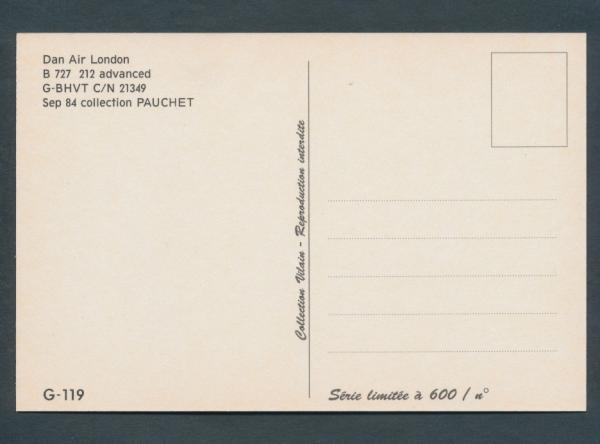 Dan Air London
B 727 212 advanced
G-BHVT C/N 21349
Sep 84 collection PAUCHET
Collection Vilain - Reproduction interdite
G-119
Série limitée à 600 / n°